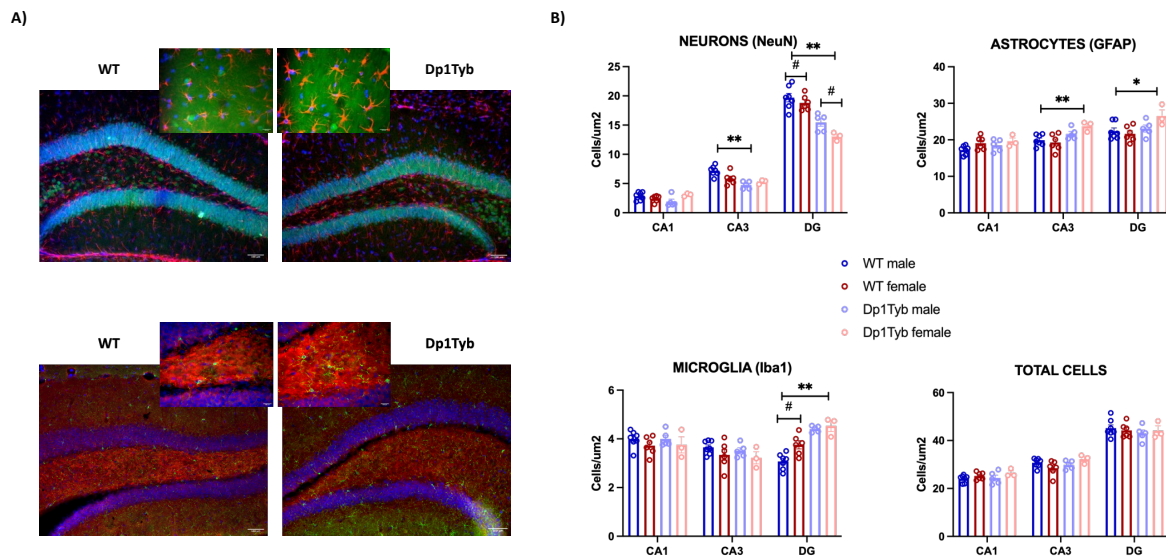 A)
B)
WT
Dp1Tyb
WT
Dp1Tyb
NEURONS (NeuN)
Cells/um2
25
20
15
10
5
0
**
**
#
#
CA1
CA3
DG
ASTROCYTES (GFAP)
Cells/um2
40
30
20
10
0
**
*
CA1
CA3
DG
WT male
WT female
Dp1Tyb male
Dp1Tyb female
MICROGLIA (Iba1)
Cells/um2
6
5
4
3
2
1
0
**
#
CA1
CA3
DG
TOTAL CELLS
Cells/um2
60
40
20
0
CA1
CA3
DG